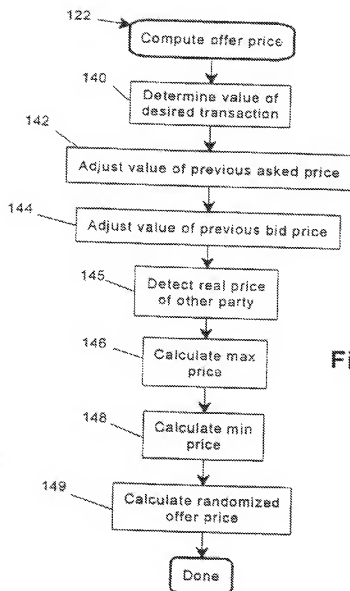 122
Compute offer price
140
Determine value of
desired transaction
142
Adjust value of previous asked price
144
Adjust value of previous bid price
145
Detect real price
of other party
146
Calculate max
price
Fi
148
Calculate min
price
149
Calculate randomized
offer price
Done